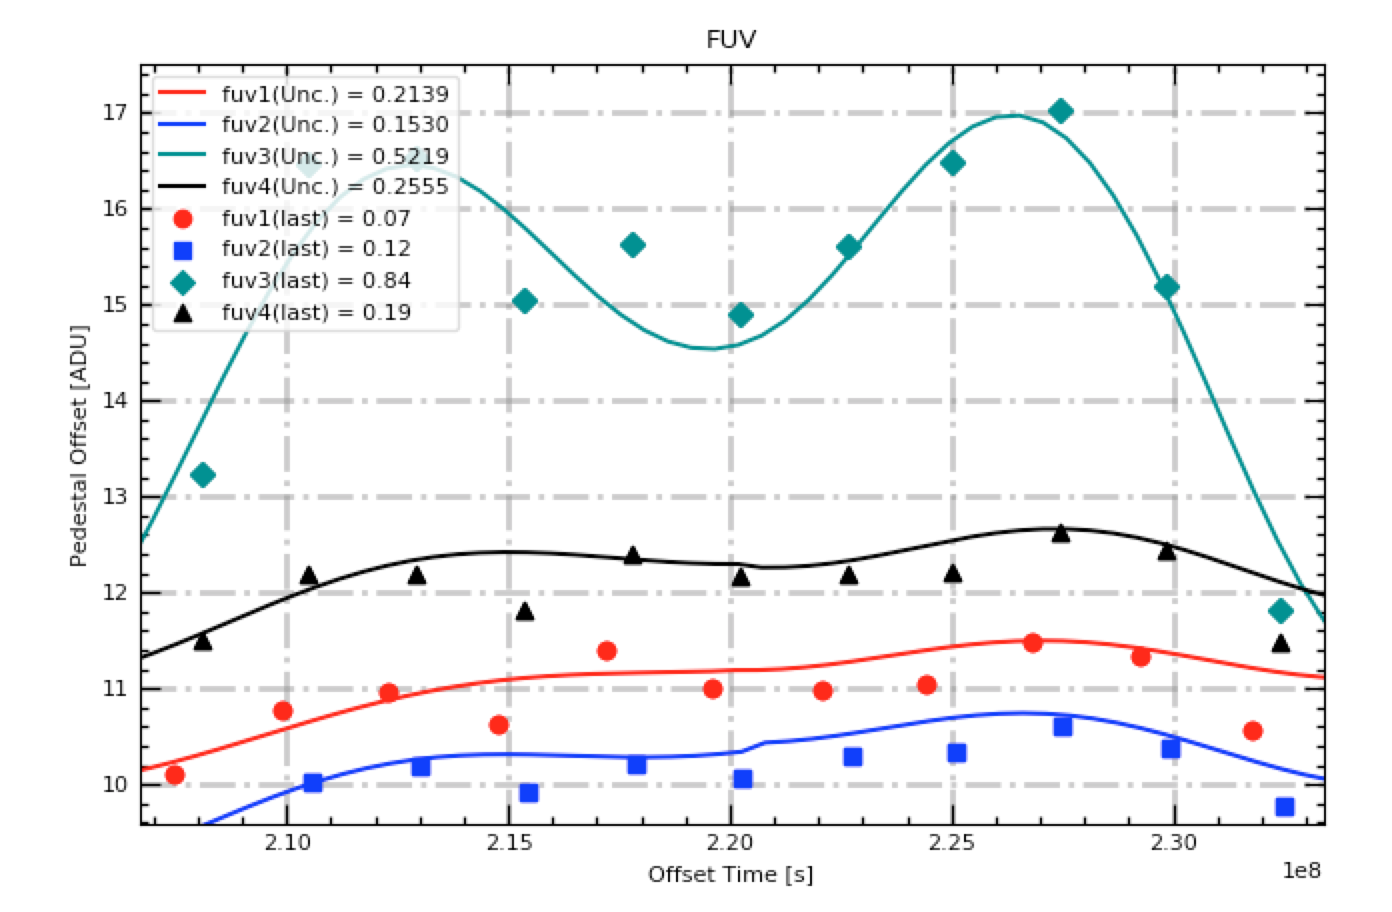 FUV
fuv1(Unc.) = 0.2139
fuv2(Unc.) = 0.1530
fuv3(Unc.) = 0.5219
fuv4(Unc.) = 0.2555
fuv1(last) = 0.07
fuv2(last) = 0.12
fuv3(last) = 0.84
fuv4(last) = 0.19
Pedestal Offset [ADU]
17
16
15
14
13
12
11
10
2.10 2.15 2.20 2.25 2.30
Offset Time [s]
1e8